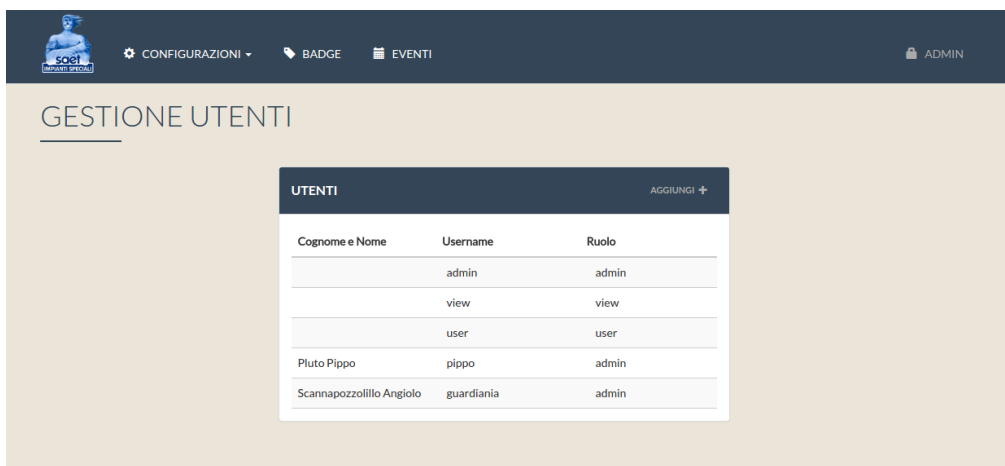 saet
IMPIANTI SPECIALI
CONFIGURAZIONI
BADGE
EVENTI
ADMIN
GESTIONE UTENTI
UTENTI
AGGIUNGI
Cognome e Nome Username Ruolo
admin admin
view view
user user
Pluto Pippo pippo admin
Scannapozzolillo Angiolo guardiania admin